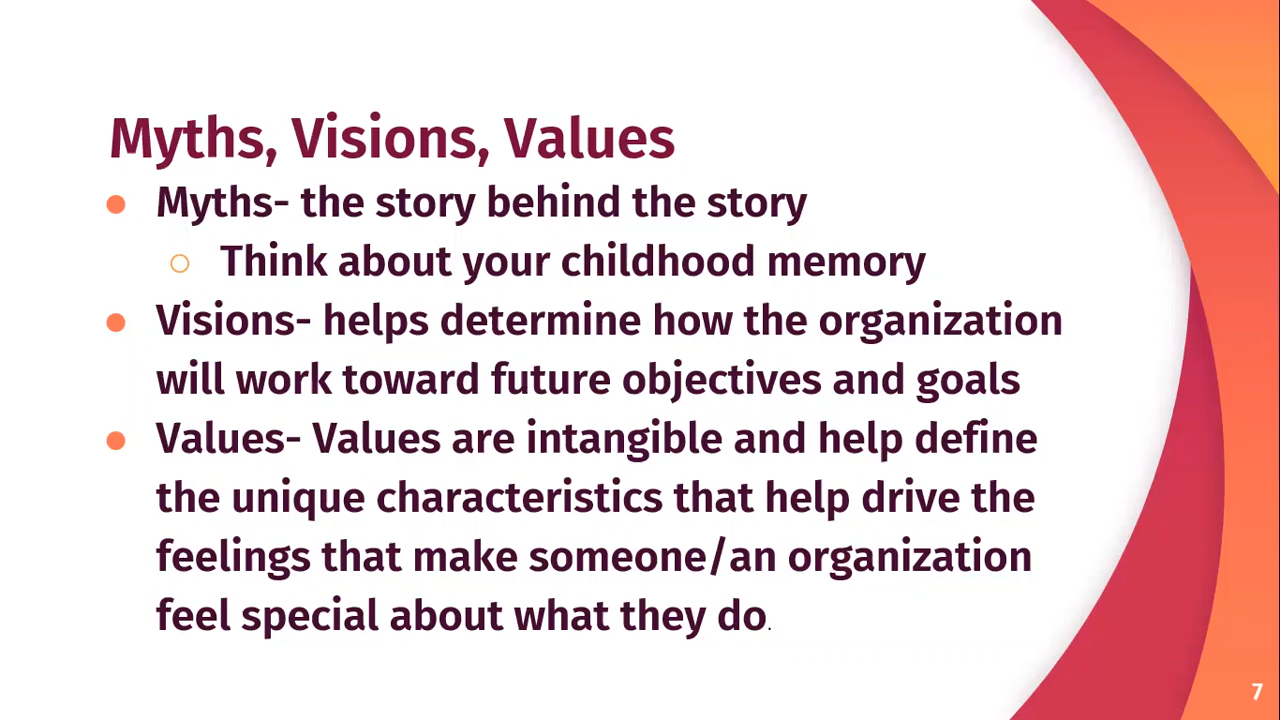 Myths, Visions, Values
● Myths- the story behind the story
○ Think about your childhood memory
● Visions- helps determine how the organization
will work toward future objectives and goals
● Values- Values are intangible and help define
the unique characteristics that help drive the
feelings that make someone/an organization
feel special about what they do.
7